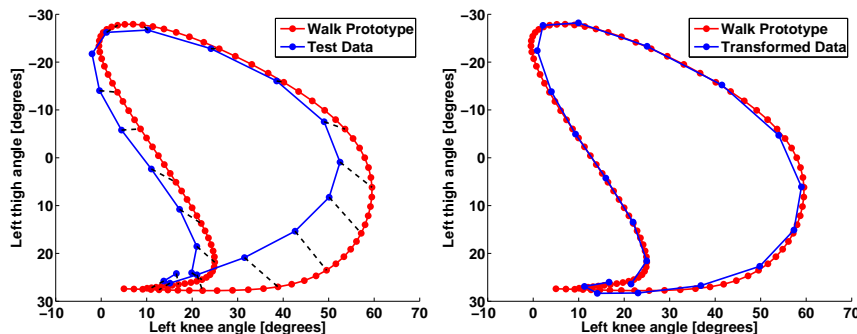 −30
−20
−10
0
10
20
30
−10 0 10 20 30 40 50 60 70
Left thigh angle [degrees]
Left knee angle [degrees]
Walk Prototype
Test Data
−30
−20
−10
0
10
20
30
−10 0 10 20 30 40 50 60 70
Left thigh angle [degrees]
Left knee angle [degrees]
Walk Prototype
Transformed Data